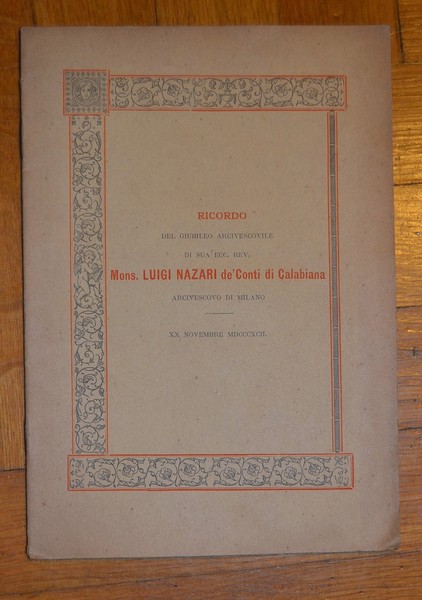 RICORDO
DEL GIUBILEO ARCIVESCOVILE
DI SUA ECC. REV.
Mons. LUIGI NAZARI de' Conti di Calabiana
ARCIVESCOVO DI MILANO
XX NOVEMBRE MDCCCXCII.